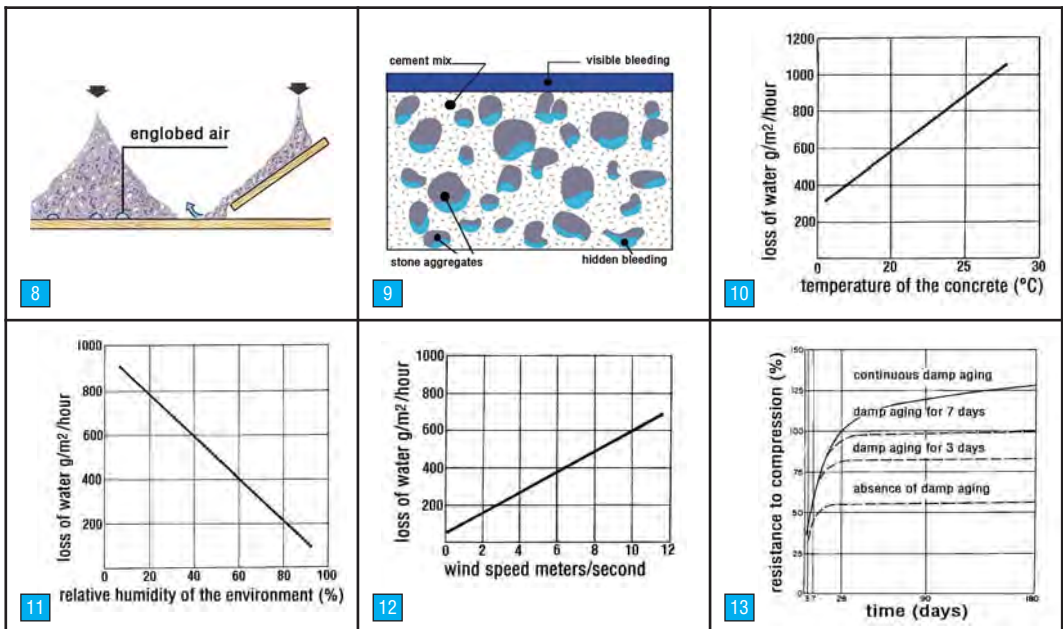 englobed air
8
cement mix
visible bleeding
stone aggregates
hidden bleeding
9
loss of water g/m2/hour
1200
1000
800
600
400
200
0 20 25 30
temperature of the concrete (°C)
10
loss of water g/m2/hour
1000
800
600
400
200
0 20 40 60 80 100
relative humidity of the environment (%)
11
loss of water g/m2/hour
1000
800
600
400
200
0 2 4 6 8 10 12
wind speed meters/second
12
resistance to compression (%)
150
125
100
75
50
25
0 3 7 28 90 180
continuous damp aging
damp aging for 7 days
damp aging for 3 days
absence of damp aging
time (days)
13